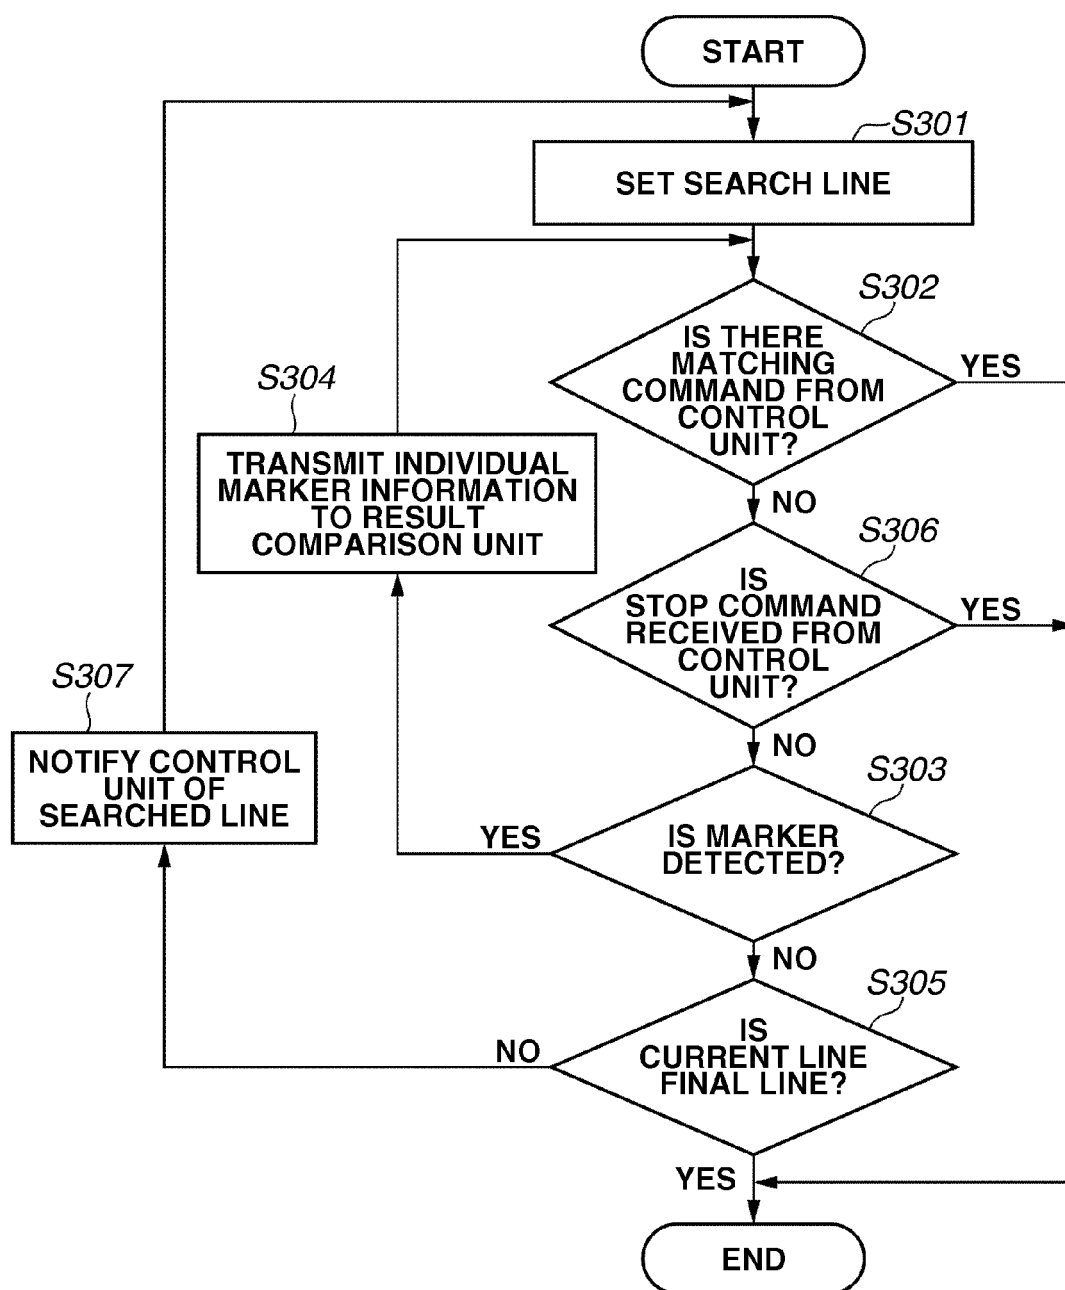 START
S301
SET SEARCH LINE
S302
IS THERE
MATCHING
COMMAND FROM
CONTROL
UNIT?
YES
S304
TRANSMIT INDIVIDUAL
MARKER INFORMATION
TO RESULT
COMPARISON UNIT
NO
S306
IS
STOP COMMAND
RECEIVED FROM
CONTROL
UNIT?
YES
S307
NOTIFY CONTROL
UNIT OF
SEARCHED LINE
NO
S303
YES
IS MARKER
DETECTED?
NO
S305
NO
IS
CURRENT LINE
FINAL LINE?
YES
END